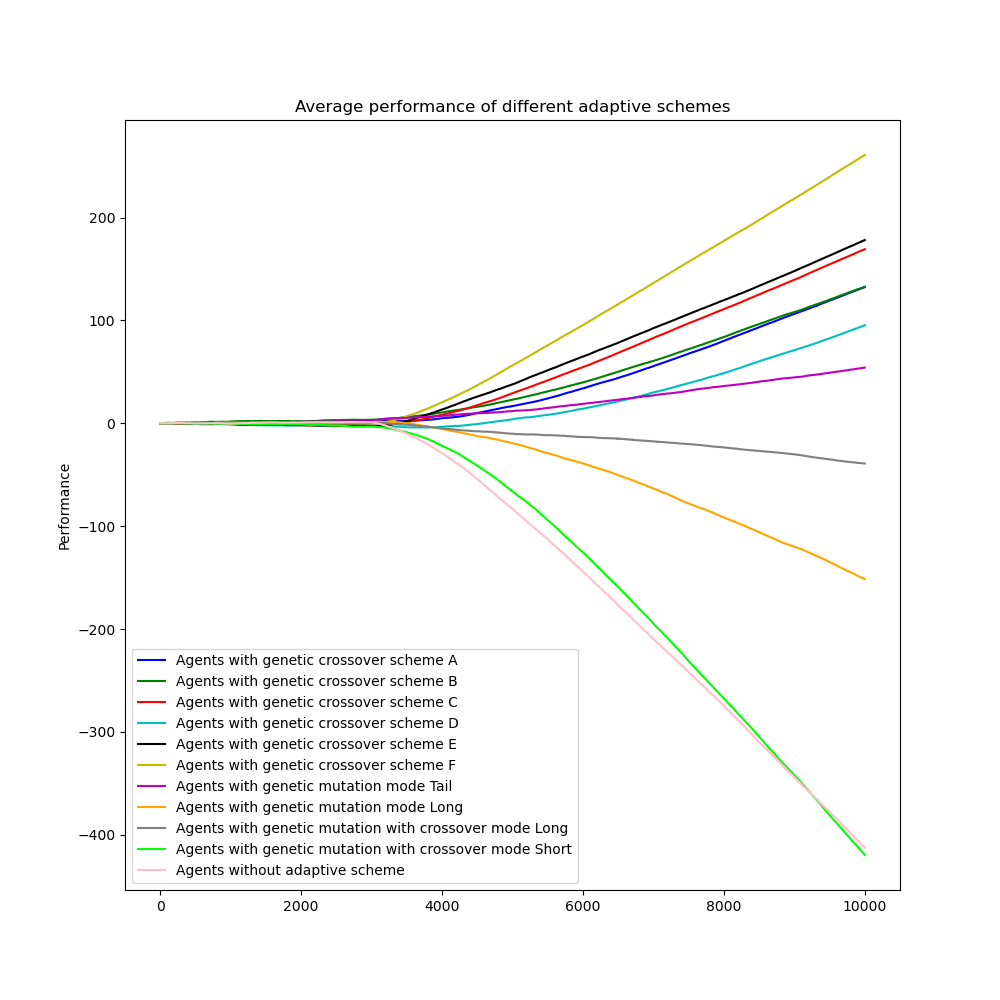 Average performance of different adaptive schemes
Performance
200
100
0
−100
−200
−300
−400
Agents with genetic crossover scheme A
Agents with genetic crossover scheme B
Agents with genetic crossover scheme C
Agents with genetic crossover scheme D
Agents with genetic crossover scheme E
Agents with genetic crossover scheme F
Agents with genetic mutation mode Tail
Agents with genetic mutation mode Long
Agents with genetic mutation with crossover mode Long
Agents with genetic mutation with crossover mode Short
Agents without adaptive scheme
0 2000 4000 6000 8000 10000